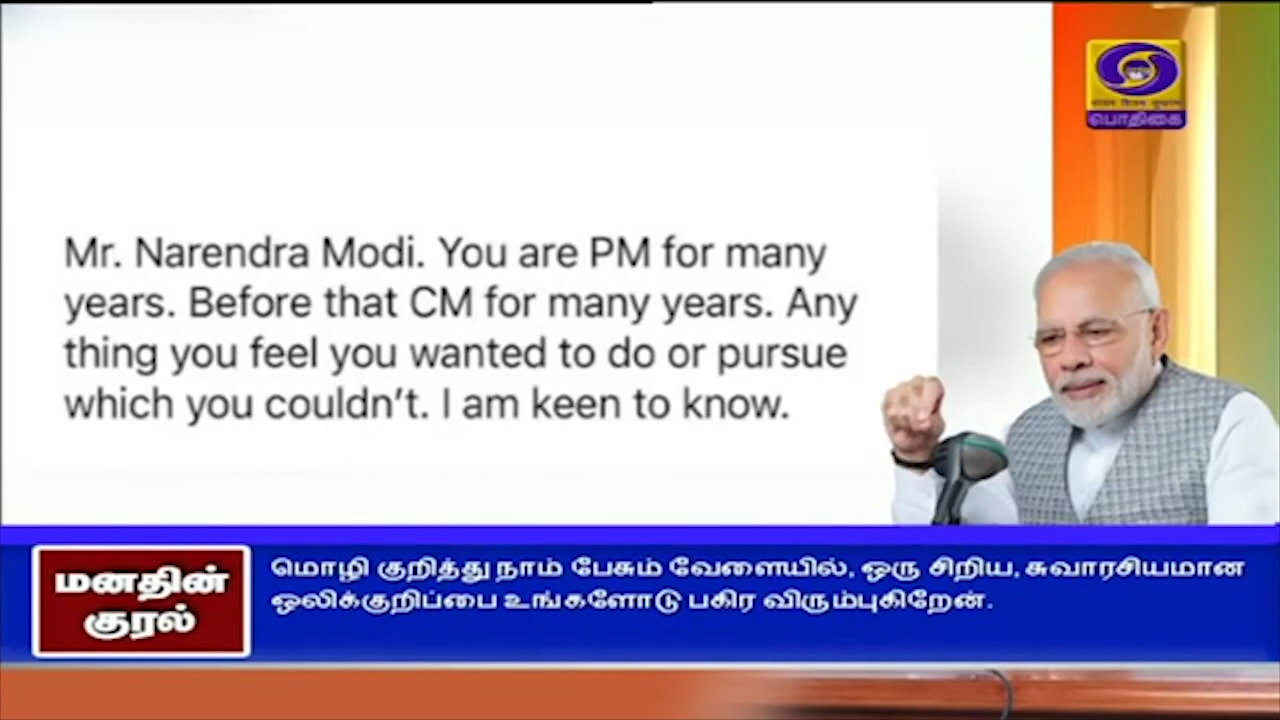 பொதிகை
Mr. Narendra Modi. You are PM for many
years. Before that CM for many years. Any
thing you feel you wanted to do or pursue
which you couldn't. I am keen to know.
மனதின்
குரல்
மொழி குறித்து நாம் பேசும் வேளையில், ஒரு சிறிய, சுவாரசியமான
ஒலிக்குறிப்பை உங்களோடு பகிர விரும்புகிறேன்.